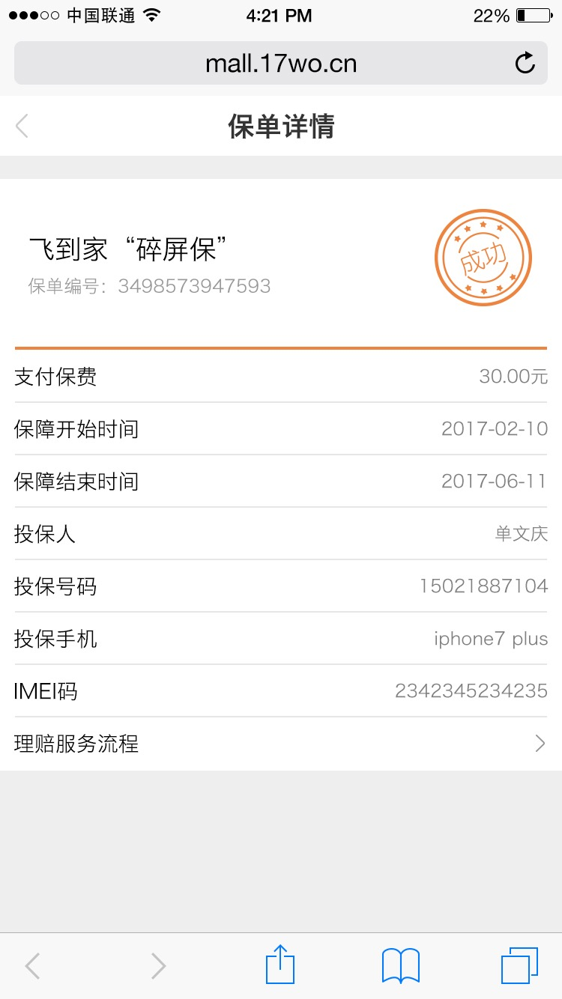 中国联通 4:21 PM 22%
mall.17wo.cn
保单详情
飞到家“碎屏保”
保单编号：3498573947593
成功
支付保费 30.00元
保障开始时间 2017-02-10
保障结束时间 2017-06-11
投保人 单文庆
投保号码 15021887104
投保手机 iphone7 plus
IMEI码 2342345234235
理赔服务流程